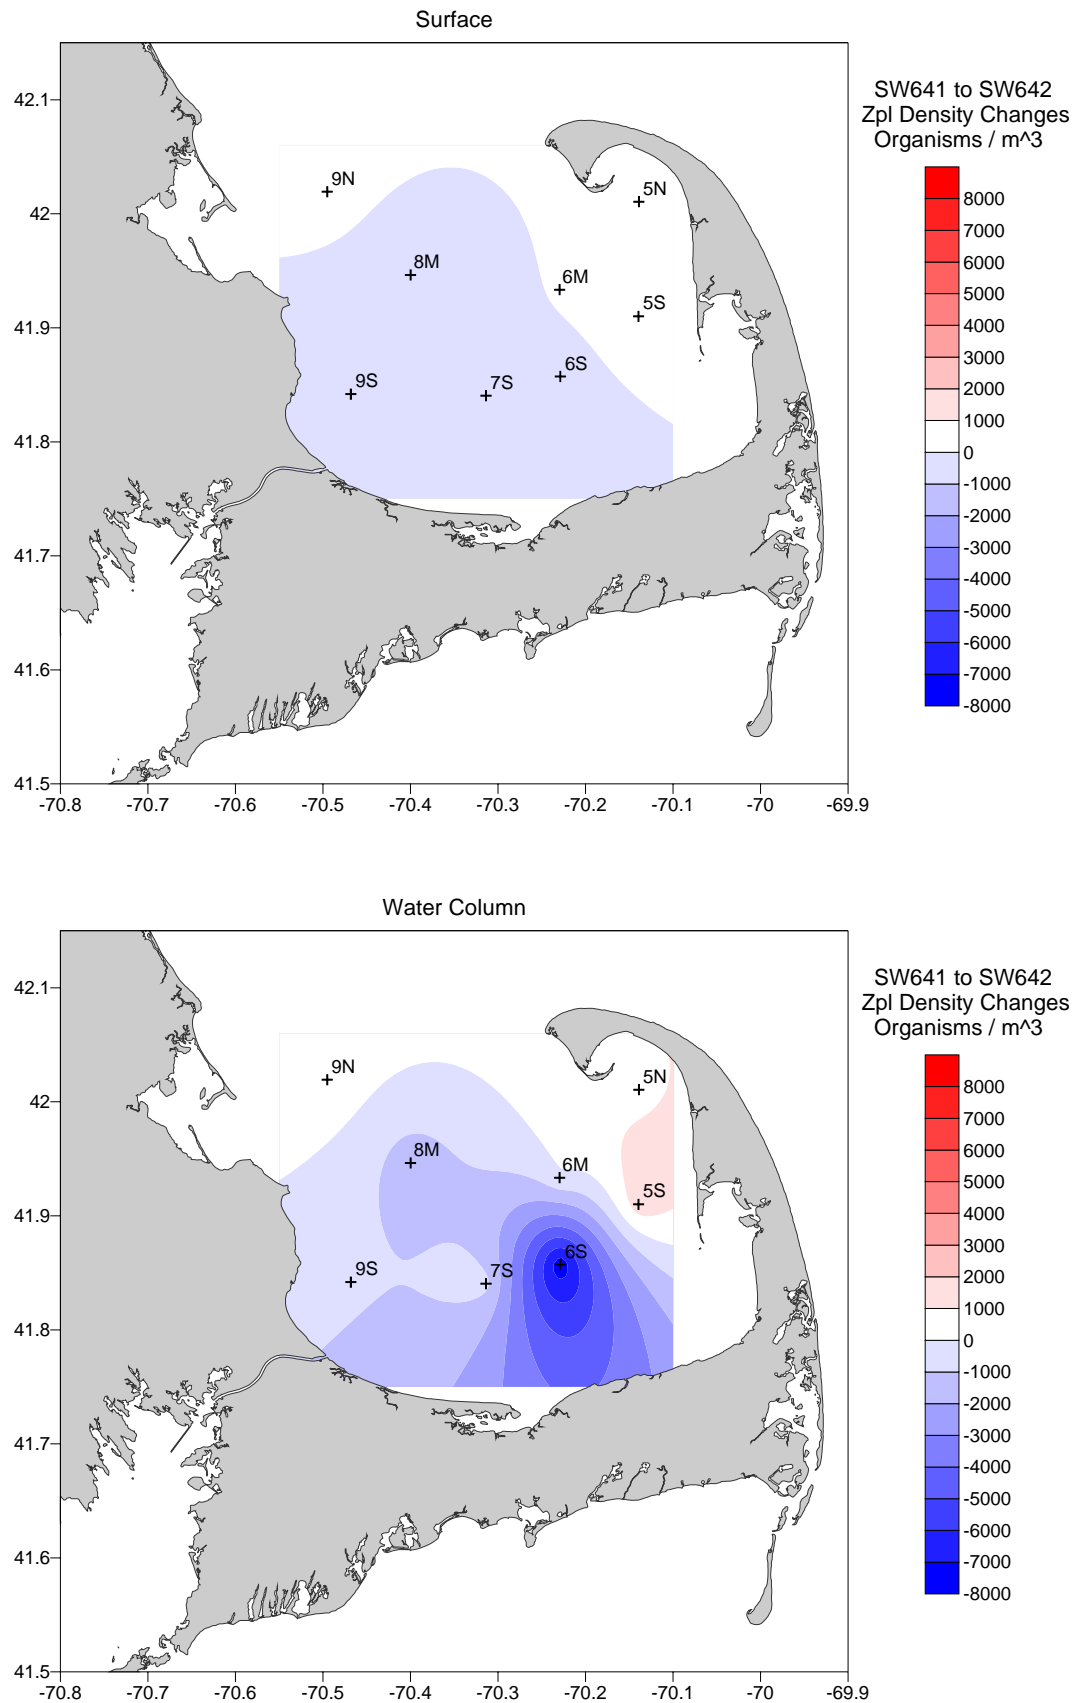 Surface
SW641 to SW642
Zpl Density Changes
Organisms / m^3
42.1
42
41.9
41.8
41.7
41.6
41.5
-70.8 -70.7 -70.6 -70.5 -70.4 -70.3 -70.2 -70.1 -70 -69.9
9N
5N
8M
6M
5S
6S
9S
7S
8000
7000
6000
5000
4000
3000
2000
1000
0
-1000
-2000
-3000
-4000
-5000
-6000
-7000
-8000
Water Column
SW641 to SW642
Zpl Density Changes
Organisms / m^3
42.1
42
41.9
41.8
41.7
41.6
41.5
-70.8 -70.7 -70.6 -70.5 -70.4 -70.3 -70.2 -70.1 -70 -69.9
9N
5N
8M
6M
5S
6S
9S
7S
8000
7000
6000
5000
4000
3000
2000
1000
0
-1000
-2000
-3000
-4000
-5000
-6000
-7000
-8000